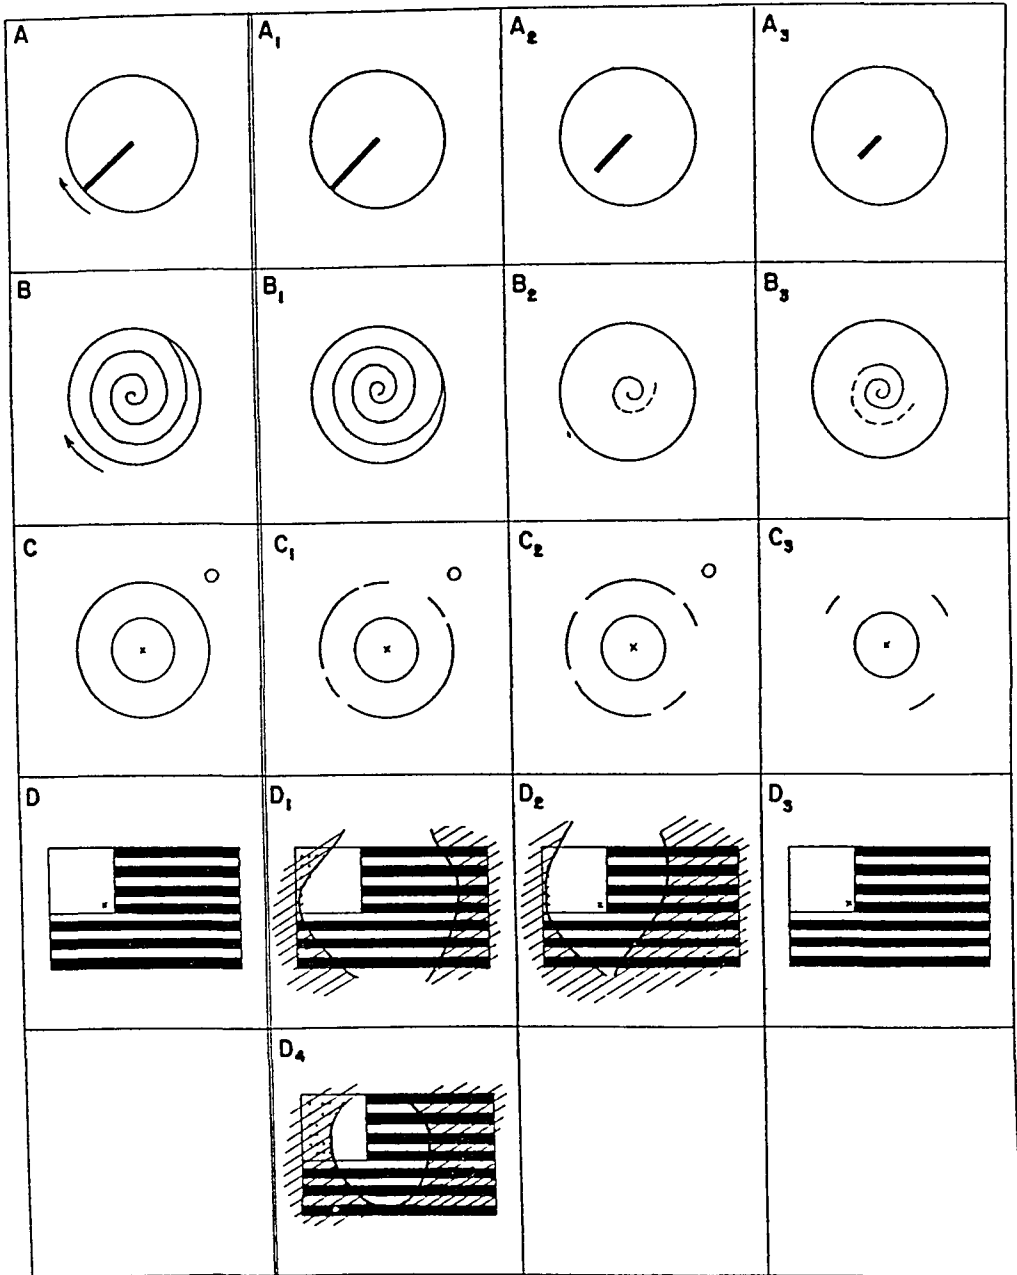 A A₁ A₂ A₃
B B₁ B₂ B₃
C C₁ C₂ C₃
D D₁ D₂ D₃
D₄